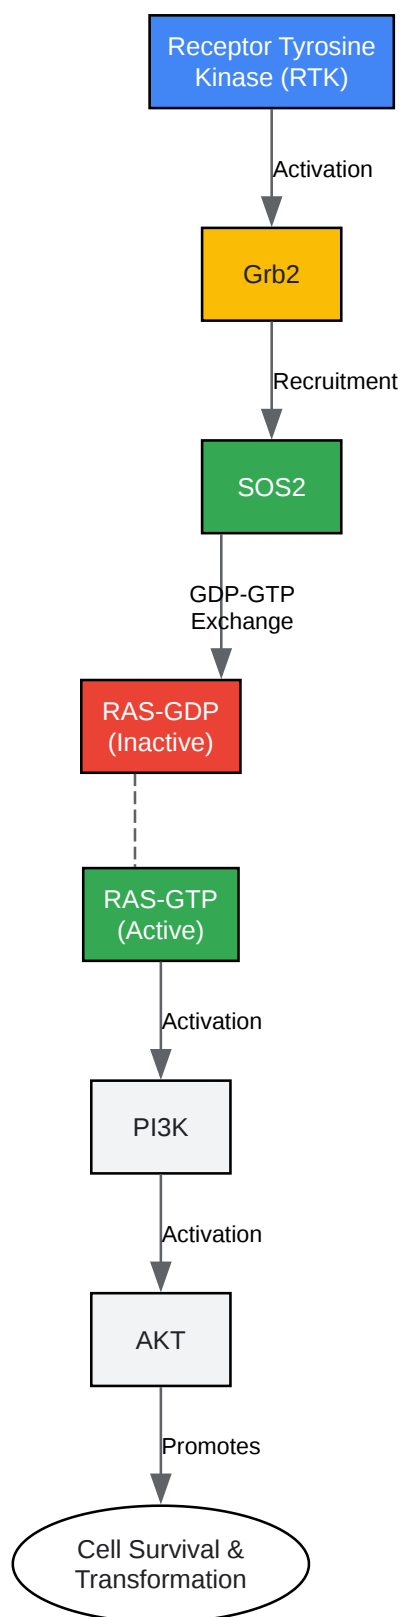 Receptor Tyrosine
Kinase (RTK)
Activation
Grb2
Recruitment
SOS2
GDP-GTP
Exchange
RAS-GDP
(Inactive)
RAS-GTP
(Active)
Activation
PI3K
Activation
AKT
Promotes
Cell Survival &
Transformation